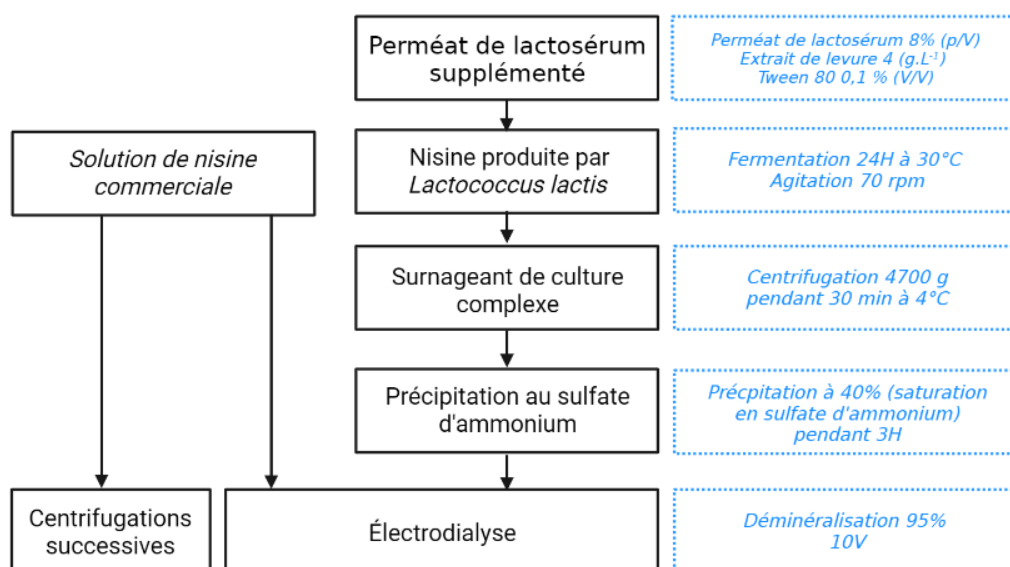 Perméat de lactosérum
supplémenté
Perméat de lactosérum 8% (p/V)
Extrait de levure 4 (g.L⁻¹)
Tween 80 0,1 % (V/V)
Solution de nisine
commerciale
Nisine produite par
Lactococcus lactis
Fermentation 24H à 30°C
Agitation 70 rpm
Surnageant de culture
complexe
Centrifugation 4700 g
pendant 30 min à 4°C
Précipitation au sulfate
d'ammonium
Précpitation à 40% (saturation
en sulfate d'ammonium)
pendant 3H
Centrifugations
successives
Électrodialyse
Déminéralisation 95%
10V